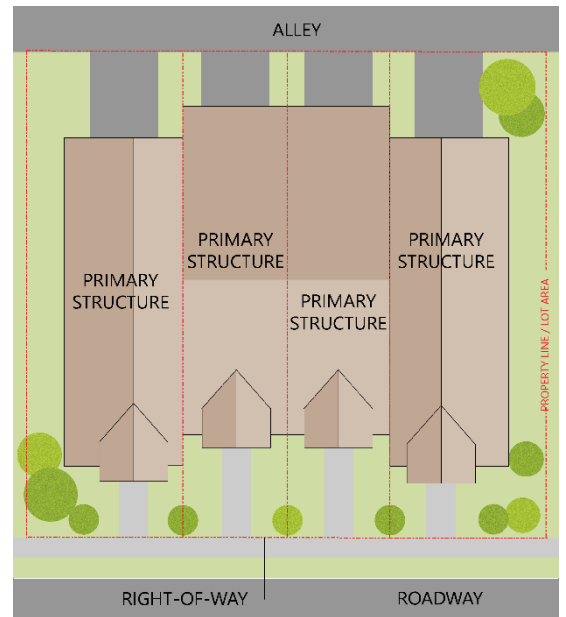 ALLEY
PRIMARY
STRUCTURE
PRIMARY
STRUCTURE
PRIMARY
STRUCTURE
PRIMARY
STRUCTURE
PROPERTY LINE / LOT AREA
RIGHT-OF-WAY
ROADWAY